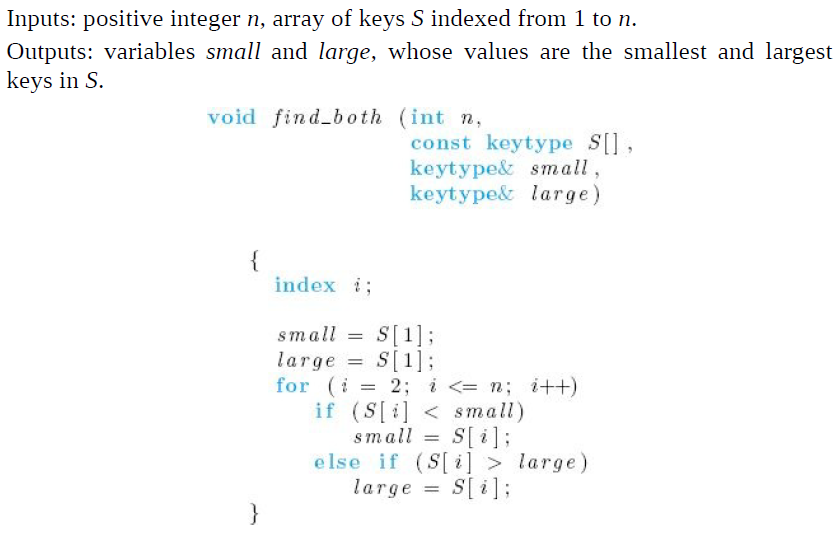 Inputs: positive integer n, array of keys S indexed from 1 to n.
Outputs: variables small and large, whose values are the smallest and largest
keys in S.
void find_both (int n,
const keytype S[],
keytype& small,
keytype& large)
{
index i;
small = S[1];
large = S[1];
for (i = 2; i <= n; i++)
if (S[i] < small)
small = S[i];
else if (S[i] > large)
large = S[i];
}